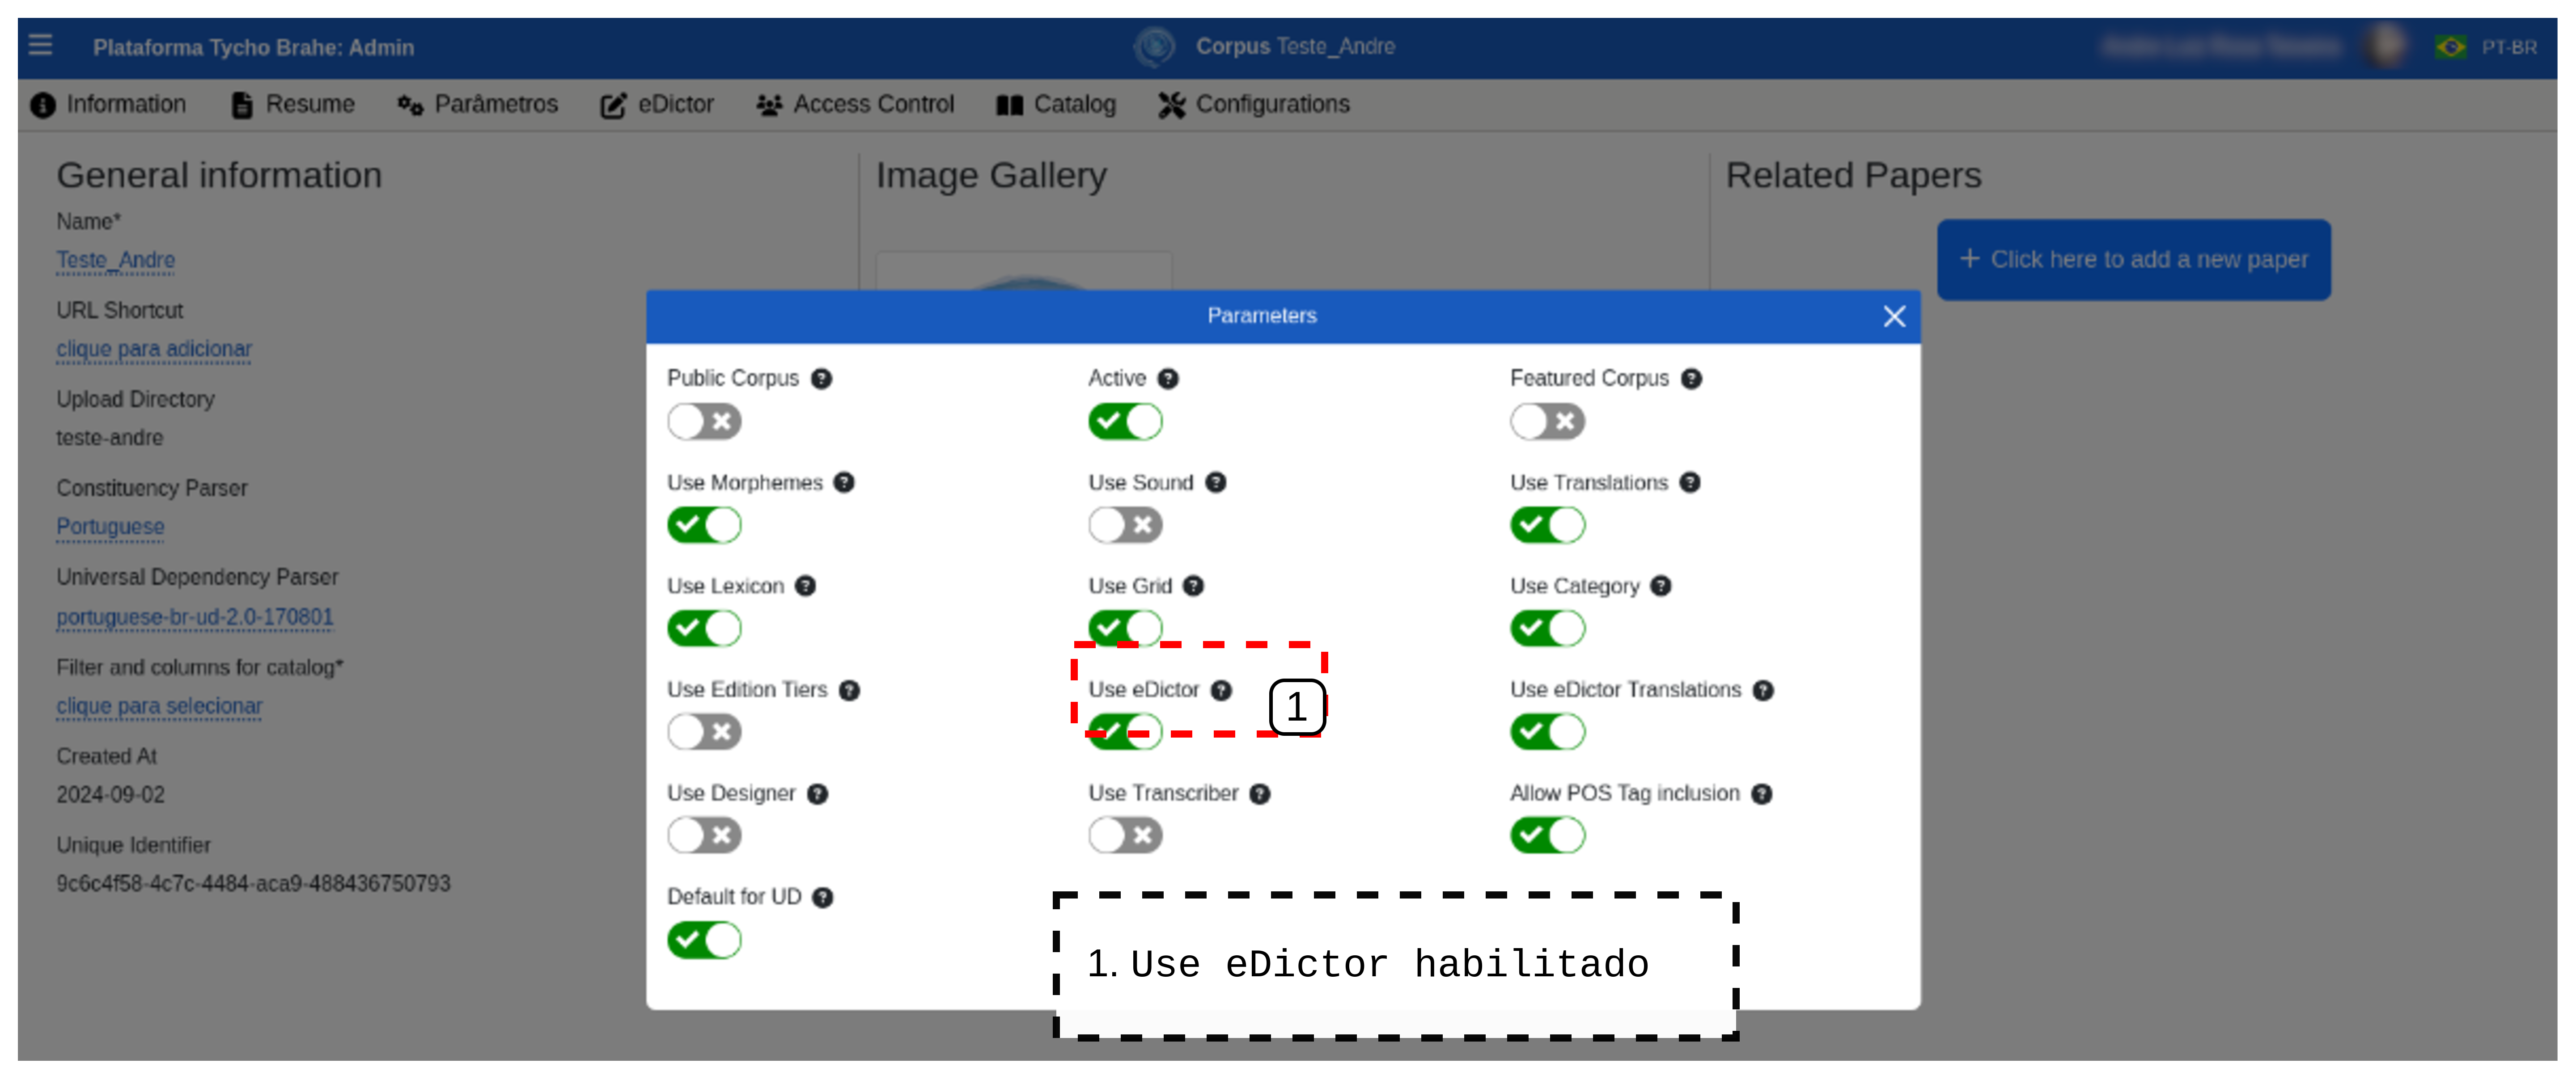 Plataforma Tycho Brahe: Admin
Corpus Teste_Andre
PT-BR
Information
Resume
Parâmetros
eDictor
Access Control
Catalog
Configurations
General information
Name*
Teste_Andre
URL Shortcut
clique para adicionar
Upload Directory
teste-andre
Constituency Parser
Portuguese
Universal Dependency Parser
portuguese-br-ud-2.0-170801
Filter and columns for catalog*
clique para selecionar
Created At
2024-09-02
Unique Identifier
9c6c4f58-4c7c-4484-aca9-488436750793
Image Gallery
Related Papers
+ Click here to add a new paper
Parameters
Public Corpus
Active
Featured Corpus
Use Morphemes
Use Sound
Use Translations
Use Lexicon
Use Grid
Use Category
Use Edition Tiers
Use eDictor
1
Use eDictor Translations
Use Designer
Use Transcriber
Allow POS Tag inclusion
Default for UD
1. Use eDictor habilitado